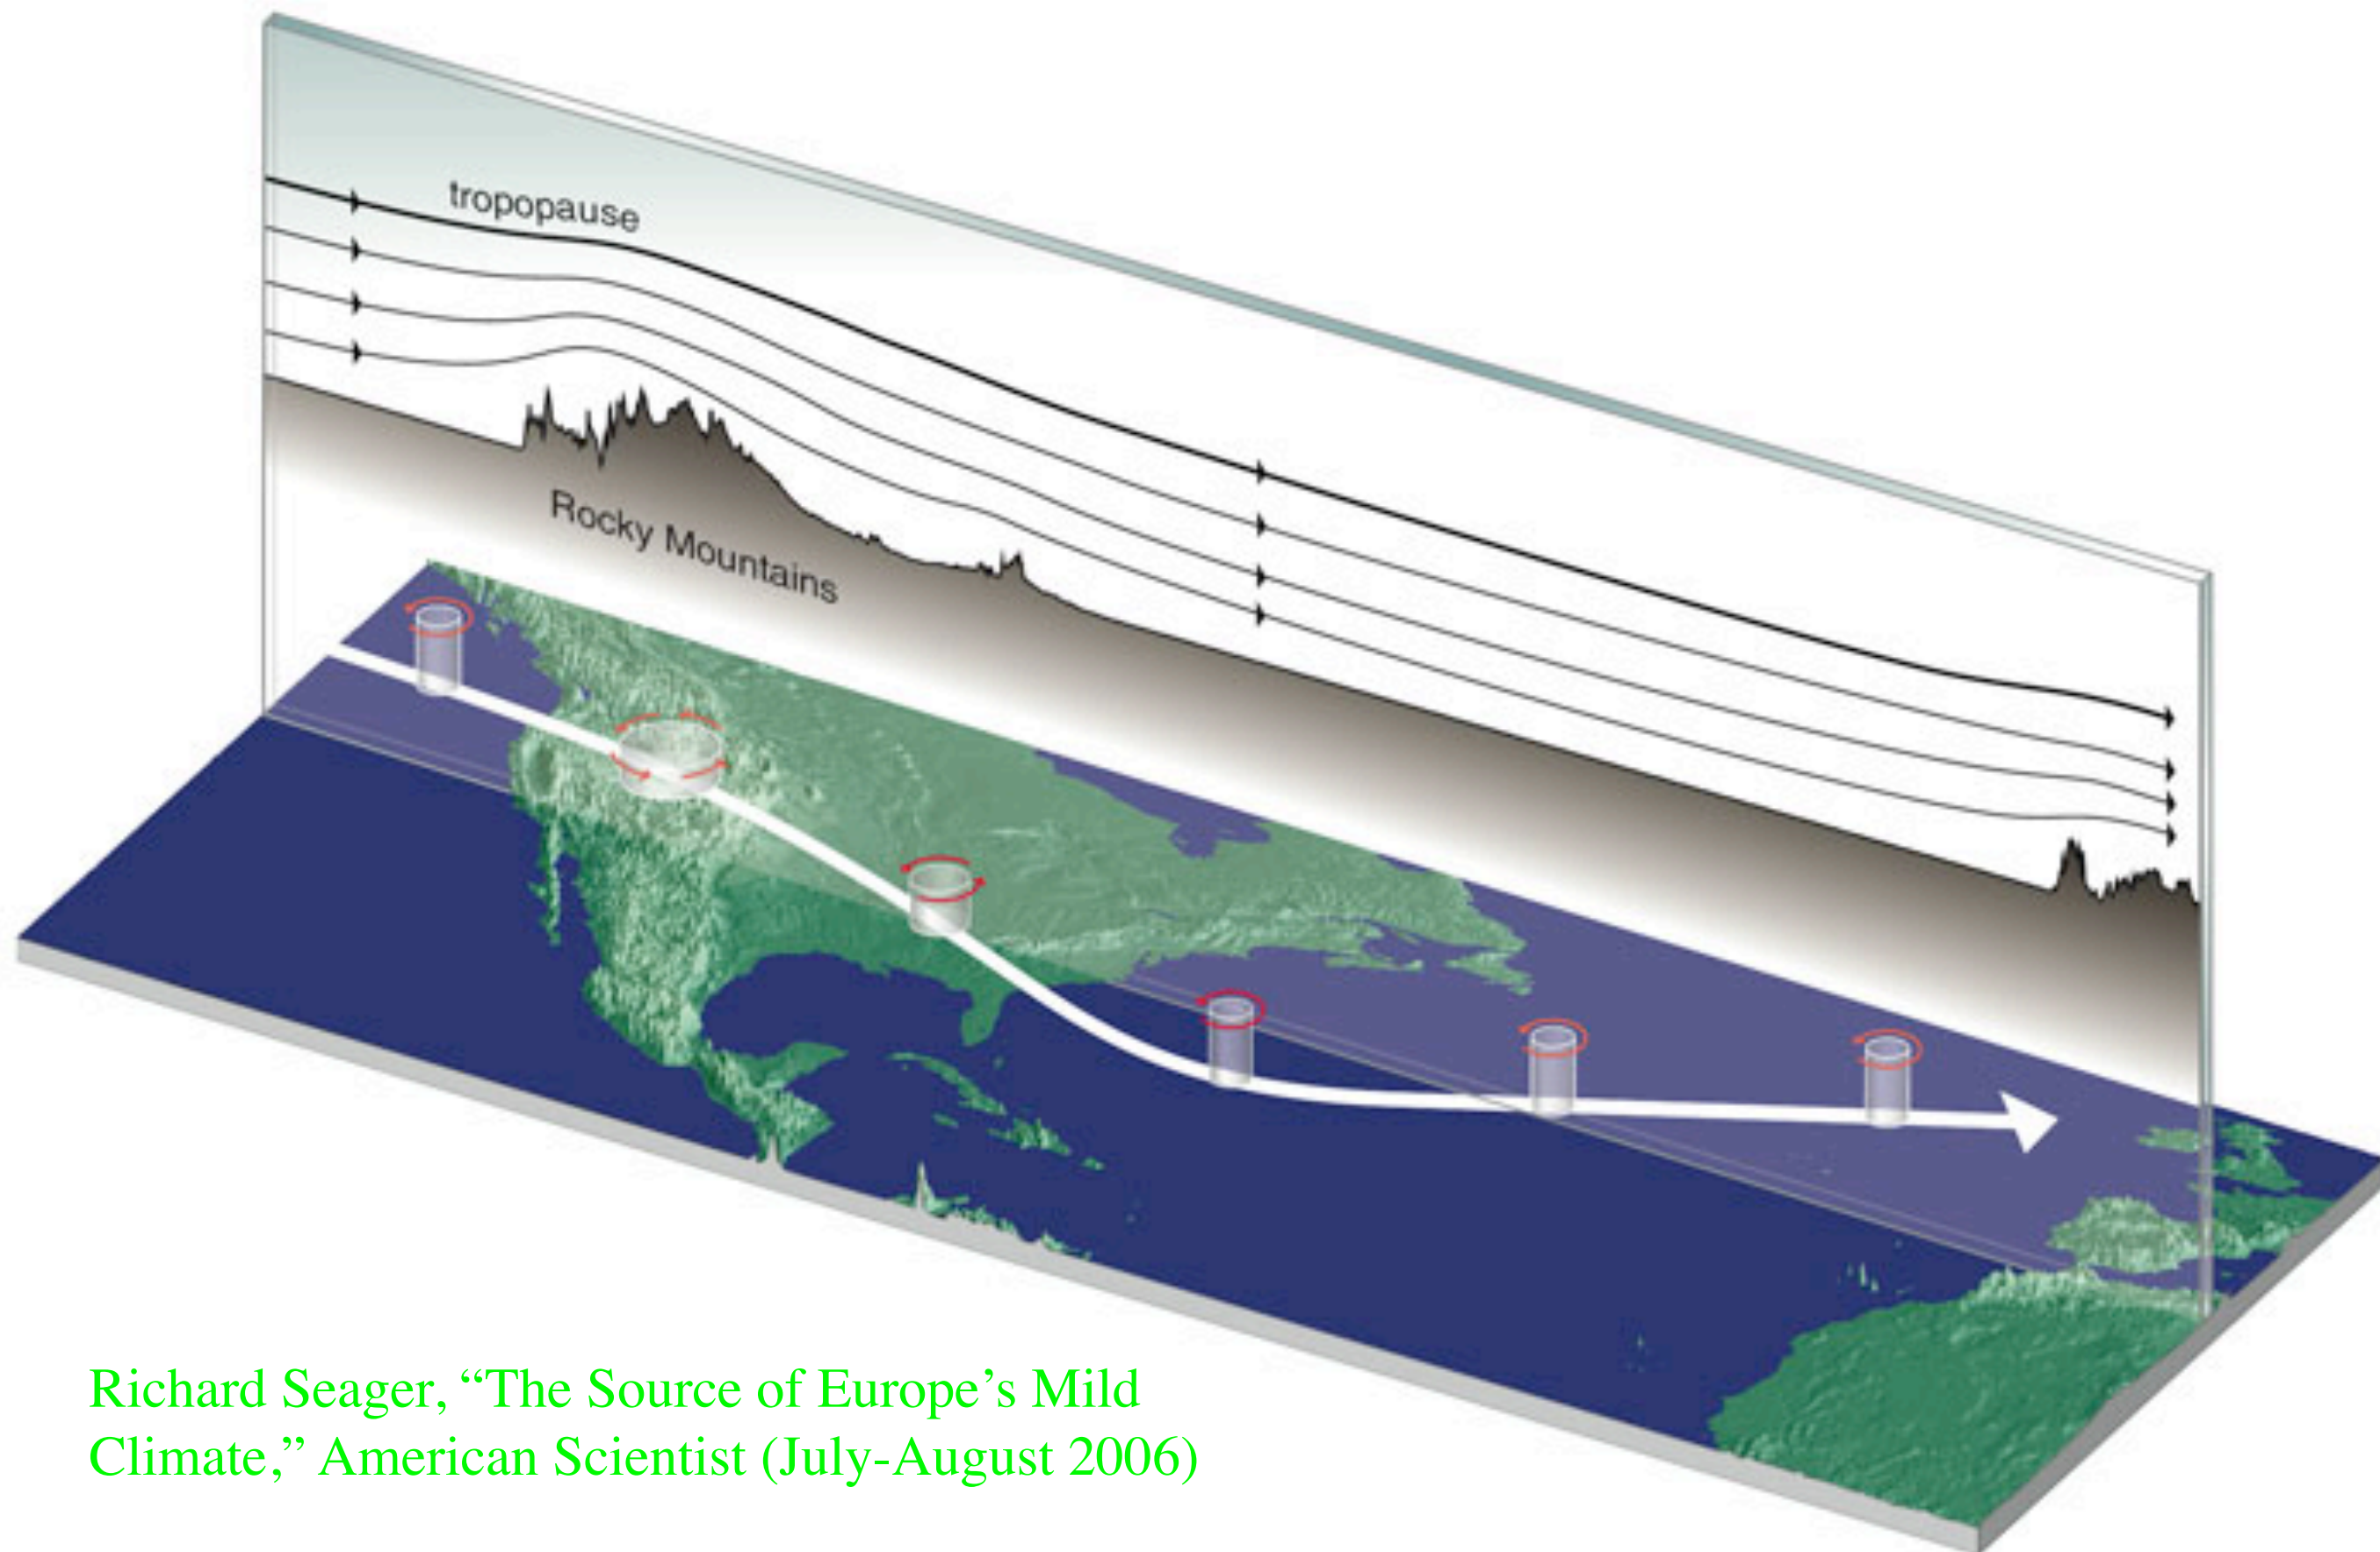 tropopause
Rocky Mountains
Richard Seager, “The Source of Europe’s Mild
Climate,” American Scientist (July-August 2006)